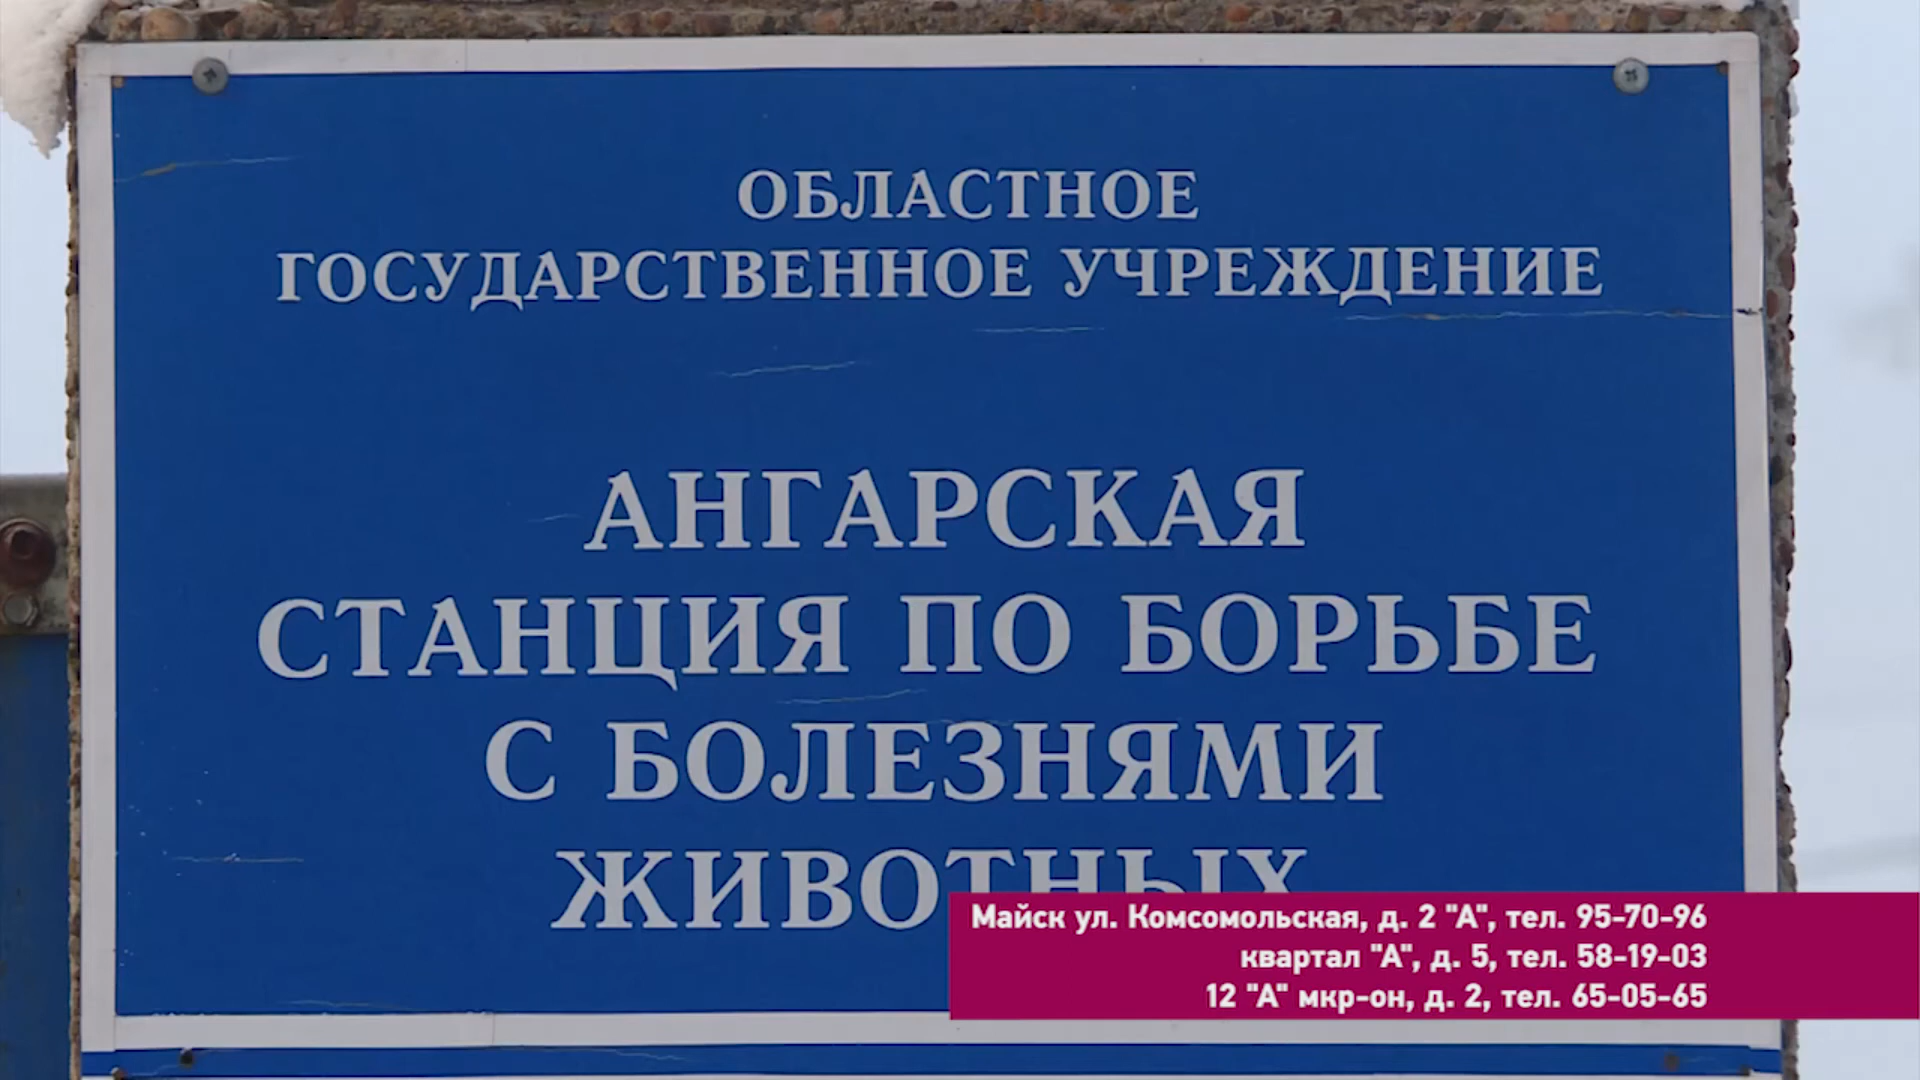 ОБЛАСТНОЕ
ГОСУДАРСТВЕННОЕ УЧРЕЖДЕНИЕ
АНГАРСКАЯ
СТАНЦИЯ ПО БОРЬБЕ
С БОЛЕЗНЯМИ
ЖИВОТНЫХ
Майск ул. Комсомольская, д. 2 "А", тел. 95-70-96
квартал "А", д. 5, тел. 58-19-03
12 "А" мкр-он, д. 2, тел. 65-05-65